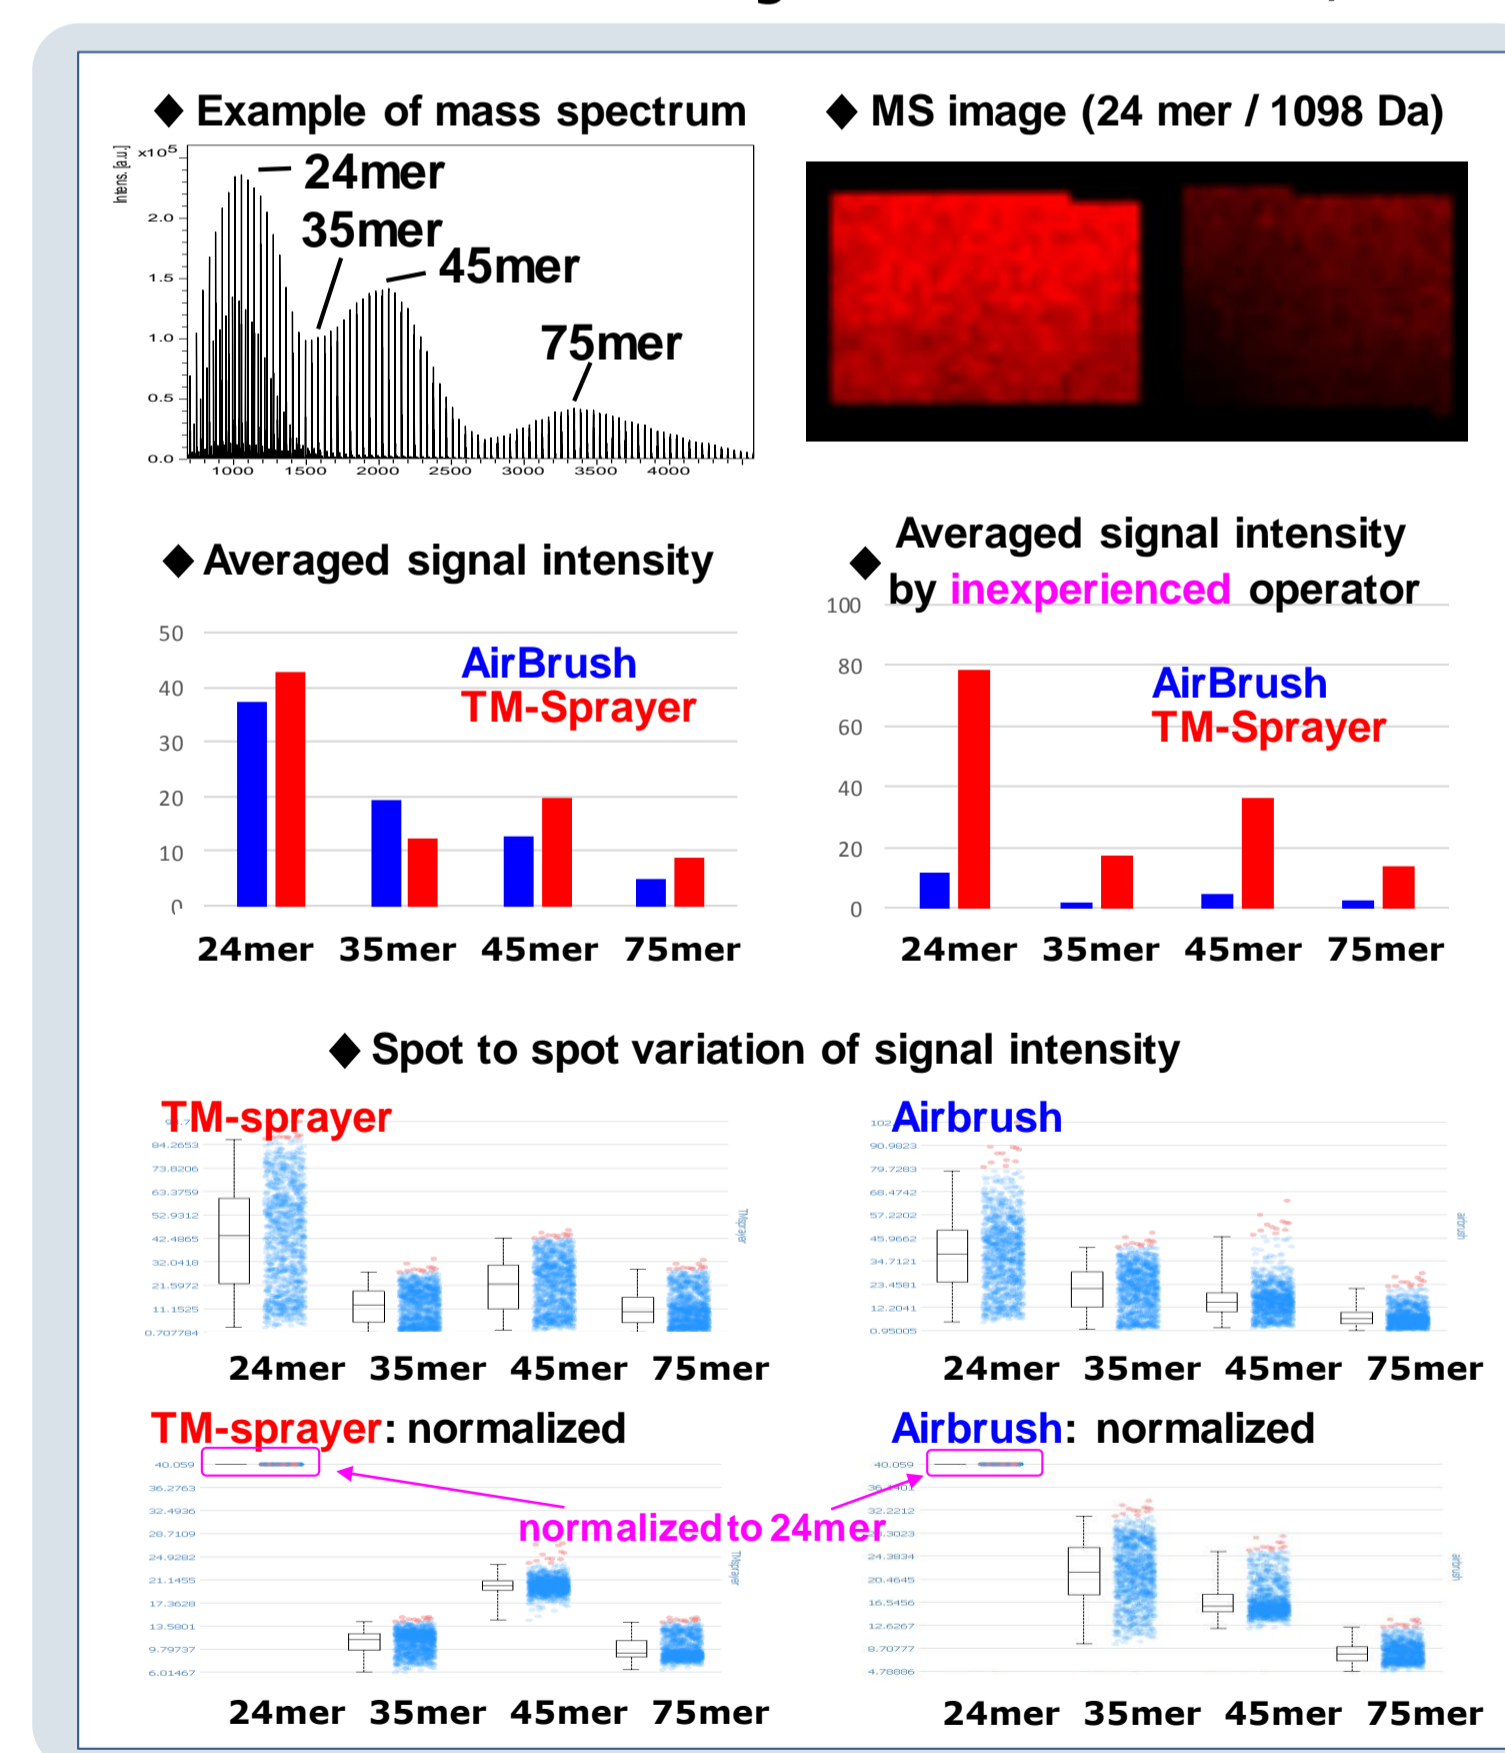 ◆ Example of mass spectrum
Intens. [a.u.]
x10⁵
2.0
1.5
1.0
0.5
0.0
24mer
35mer
45mer
75mer
1000 1500 2000 2500 3000 3500 4000
◆ MS image (24 mer / 1098 Da)
◆ Averaged signal intensity
50
40
30
20
10
AirBrush
TM-Sprayer
24mer 35mer 45mer 75mer
◆ Averaged signal intensity
by inexperienced operator
100
80
60
40
20
0
AirBrush
TM-Sprayer
24mer 35mer 45mer 75mer
◆ Spot to spot variation of signal intensity
TM-sprayer
84.2653
73.8206
63.3759
52.9312
42.4865
32.0418
21.5972
11.1525
0.707784
TMsprayer
24mer 35mer 45mer 75mer
Airbrush
102
90.9823
79.7283
68.4742
57.2202
45.9662
34.7121
23.4581
12.2041
0.95005
airbrush
24mer 35mer 45mer 75mer
TM-sprayer: normalized
40.059
36.2763
32.4936
28.7109
24.9282
21.1455
17.3628
13.5801
9.79737
6.01467
TMsprayer
24mer 35mer 45mer 75mer
normalized to 24mer
Airbrush: normalized
40.059
32.2212
24.3834
20.4645
16.5456
12.6267
8.70777
4.78886
airbrush
24mer 35mer 45mer 75mer